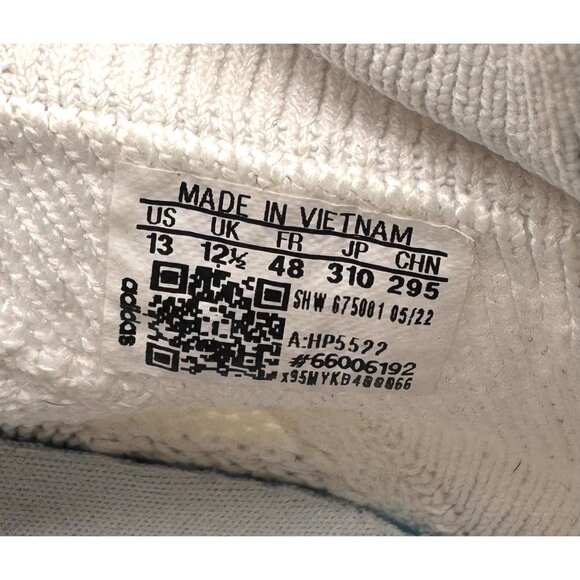 MADE IN VIETNAM
US UK FR JP CHN
13 12½ 48 310 295
adidas
SHW 675001 05/22
A:HP5522
#66006192